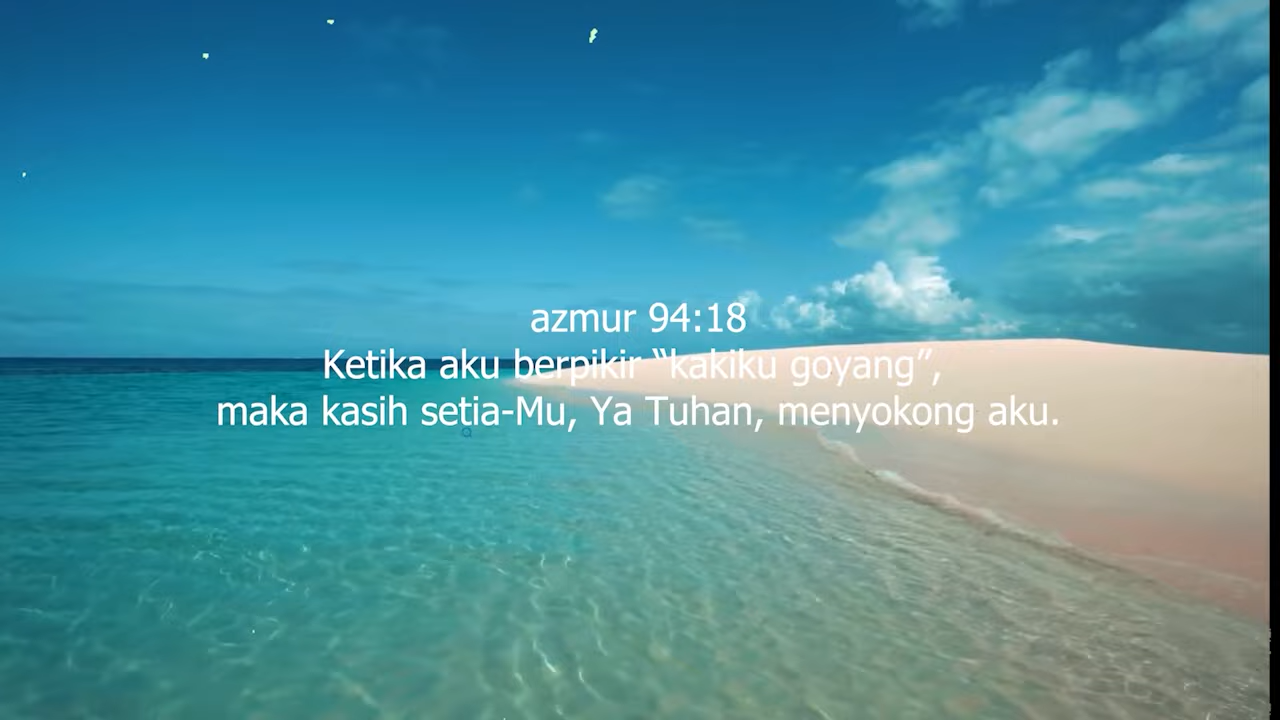 azmur 94:18
Ketika aku berpikir “kakiku goyang”,
maka kasih setia-Mu, Ya Tuhan, menyokong aku.